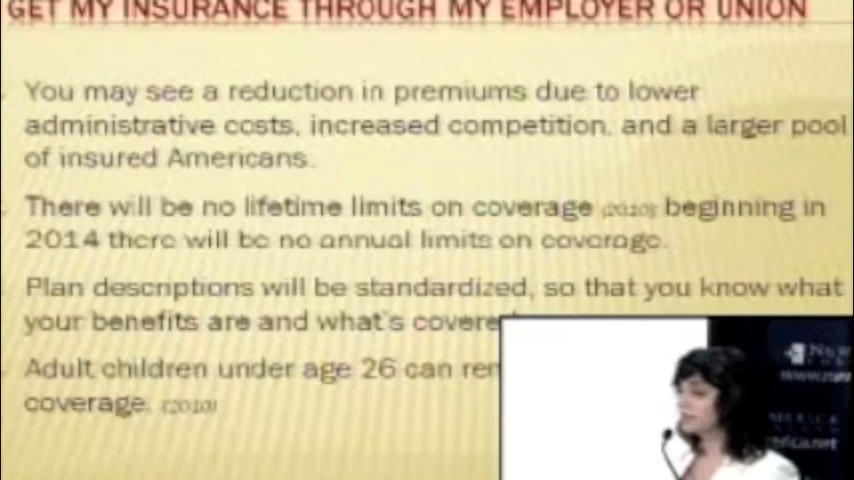 GET MY INSURANCE THROUGH MY EMPLOYER OR UNION
You may see a reduction in premiums due to lower
administrative costs, increased competition, and a larger pool
of insured Americans.
There will be no lifetime limits on coverage (2010) beginning in
2014 there will be no annual limits on coverage.
Plan descriptions will be standardized, so that you know what
your benefits are and what's covere
Adult children under age 26 can
coverage. (2010)